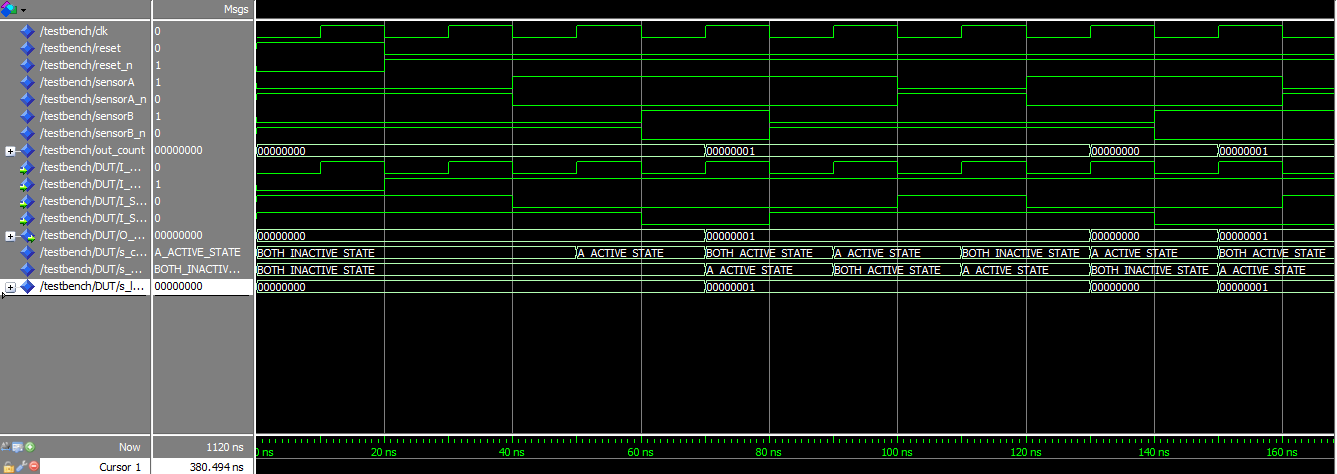 Msgs
/testbench/clk 0
/testbench/reset 0
/testbench/reset_n 1
/testbench/sensorA 1
/testbench/sensorA_n 0
/testbench/sensorB 1
/testbench/sensorB_n 0
/testbench/out_count 00000000 00000000 00000001 00000000 00000001
/testbench/DUT/I_... 0
/testbench/DUT/I_... 1
/testbench/DUT/I_S... 0
/testbench/DUT/I_S... 0
/testbench/DUT/O_... 00000000 00000000 00000001 00000000 00000001
/testbench/DUT/s_c... A_ACTIVE_STATE BOTH_INACTIVE_STATE A_ACTIVE_STATE BOTH_ACTIVE_STATE A_ACTIVE_STATE BOTH_INACTIVE_STATE A_ACTIVE_STATE BOTH_ACTIVE_STATE
/testbench/DUT/s_... BOTH_INACTIV... BOTH_INACTIVE_STATE A_ACTIVE_STATE BOTH_ACTIVE_STATE A_ACTIVE_STATE BOTH_INACTIVE_STATE A_ACTIVE_STATE
/testbench/DUT/s_l... 00000000 00000000 00000001 00000000 00000001
Now 1120 ns 0 ns 20 ns 40 ns 60 ns 80 ns 100 ns 120 ns 140 ns 160 ns
Cursor 1 380.494 ns